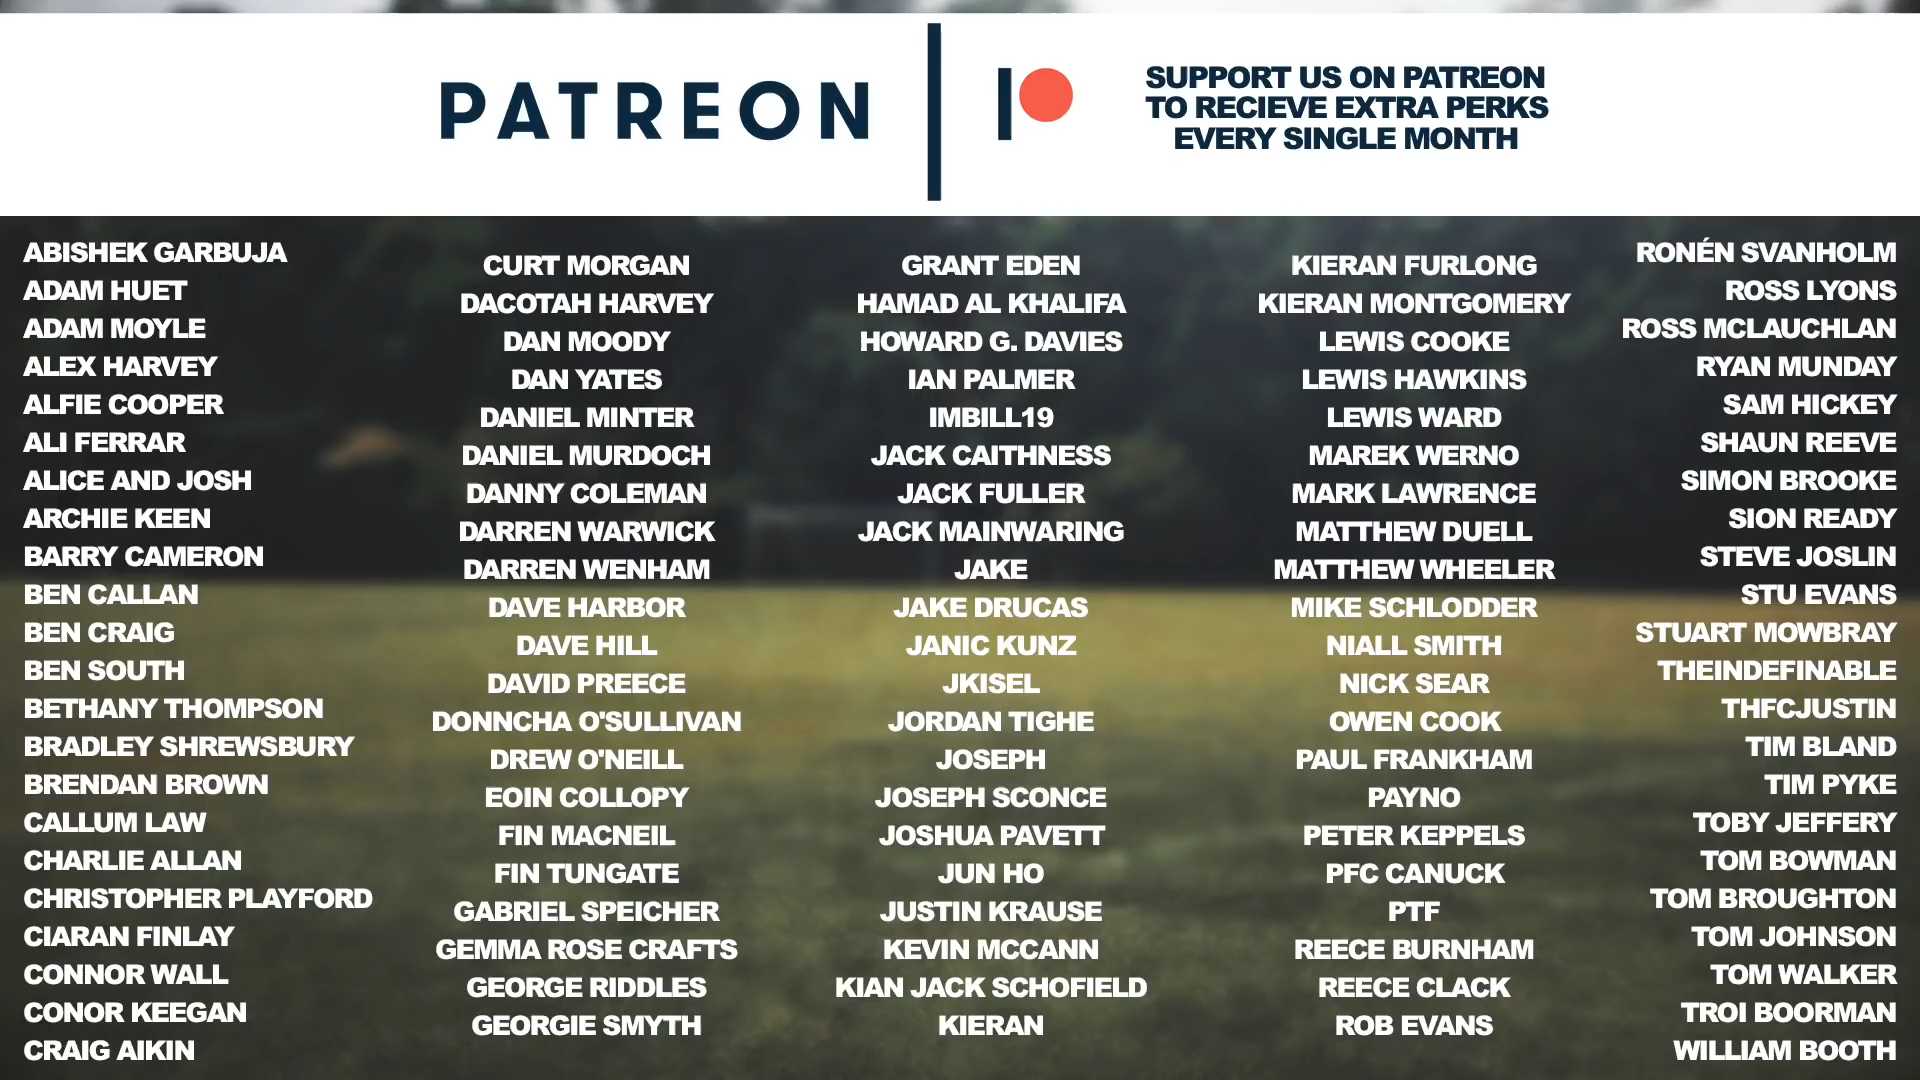 PATREON
SUPPORT US ON PATREON
TO RECIEVE EXTRA PERKS
EVERY SINGLE MONTH
ABISHEK GARBUJA
ADAM HUET
ADAM MOYLE
ALEX HARVEY
ALFIE COOPER
ALI FERRAR
ALICE AND JOSH
ARCHIE KEEN
BARRY CAMERON
BEN CALLAN
BEN CRAIG
BEN SOUTH
BETHANY THOMPSON
BRADLEY SHREWSBURY
BRENDAN BROWN
CALLUM LAW
CHARLIE ALLAN
CHRISTOPHER PLAYFORD
CIARAN FINLAY
CONNOR WALL
CONOR KEEGAN
CRAIG AIKIN
CURT MORGAN
DACOTAH HARVEY
DAN MOODY
DAN YATES
DANIEL MINTER
DANIEL MURDOCH
DANNY COLEMAN
DARREN WARWICK
DARREN WENHAM
DAVE HARBOR
DAVE HILL
DAVID PREECE
DONNCHA O'SULLIVAN
DREW O'NEILL
EOIN COLLOPY
FIN MACNEIL
FIN TUNGATE
GABRIEL SPEICHER
GEMMA ROSE CRAFTS
GEORGE RIDDLES
GEORGIE SMYTH
GRANT EDEN
HAMAD AL KHALIFA
HOWARD G. DAVIES
IAN PALMER
IMBILL19
JACK CAITHNESS
JACK FULLER
JACK MAINWARING
JAKE
JAKE DRUCAS
JANIC KUNZ
JKISEL
JORDAN TIGHE
JOSEPH
JOSEPH SCONCE
JOSHUA PAVETT
JUN HO
JUSTIN KRAUSE
KEVIN MCCANN
KIAN JACK SCHOFIELD
KIERAN
KIERAN FURLONG
KIERAN MONTGOMERY
LEWIS COOKE
LEWIS HAWKINS
LEWIS WARD
MAREK WERNO
MARK LAWRENCE
MATTHEW DUELL
MATTHEW WHEELER
MIKE SCHLODDER
NIALL SMITH
NICK SEAR
OWEN COOK
PAUL FRANKHAM
PAYNO
PETER KEPPELS
PFC CANUCK
PTF
REECE BURNHAM
REECE CLACK
ROB EVANS
RONÉN SVANHOLM
ROSS LYONS
ROSS MCLAUCHLAN
RYAN MUNDAY
SAM HICKEY
SHAUN REEVE
SIMON BROOKE
SION READY
STEVE JOSLIN
STU EVANS
STUART MOWBRAY
THEINDEFINABLE
THFCJUSTIN
TIM BLAND
TIM PYKE
TOBY JEFFERY
TOM BOWMAN
TOM BROUGHTON
TOM JOHNSON
TOM WALKER
TROI BOORMAN
WILLIAM BOOTH